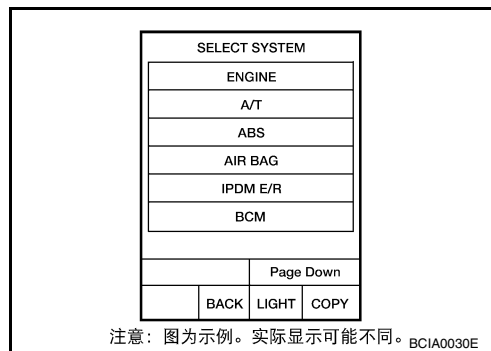 SELECT SYSTEM
ENGINE
A/T
ABS
AIR BAG
IPDM E/R
BCM
Page Down
BACK LIGHT COPY
注意：图为示例。实际显示可能不同。 BCIA0030E